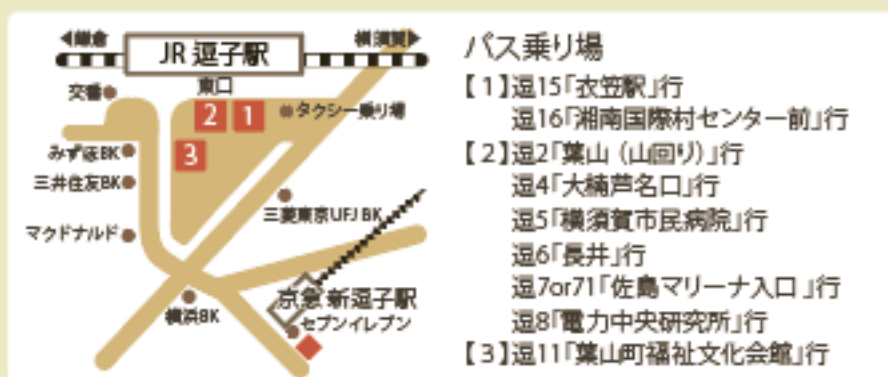 ◀鎌倉
JR 逗子駅
横須賀▶
東口
交番
2
1
タクシー乗り場
3
みずほBK
三井住友BK
三菱東京UFJ BK
マクドナルド
京急 新逗子駅
横浜BK
セブンイレブン
バス乗り場
【1】逗15「衣笠駅」行
逗16「湘南国際村センター前」行
【2】逗2「葉山（山回り）」行
逗4「大楠芦名口」行
逗5「横須賀市民病院」行
逗6「長井」行
逗7or71「佐島マリーナ入口」行
逗8「電力中央研究所」行
【3】逗11「葉山町福祉文化会館」行